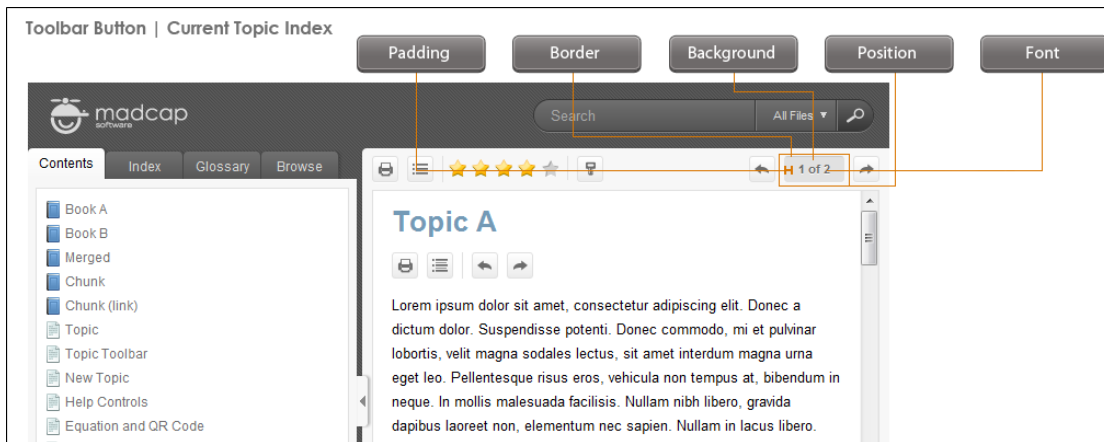 Toolbar Button | Current Topic Index
Padding
Border
Background
Position
Font
madcap
software
Search
All Files
Contents
Index
Glossary
Browse
1 of 2
Book A
Book B
Merged
Chunk
Chunk (link)
Topic
Topic Toolbar
New Topic
Help Controls
Equation and QR Code
Topic A
Lorem ipsum dolor sit amet, consectetur adipiscing elit. Donec a
dictum dolor. Suspendisse potenti. Donec commodo, mi et pulvinar
lobortis, velit magna sodales lectus, sit amet interdum magna urna
eget leo. Pellentesque risus eros, vehicula non tempus at, bibendum in
neque. In mollis malesuada facilisis. Nullam nibh libero, gravida
dapibus laoreet non, elementum nec sapien. Nullam in lacus libero.